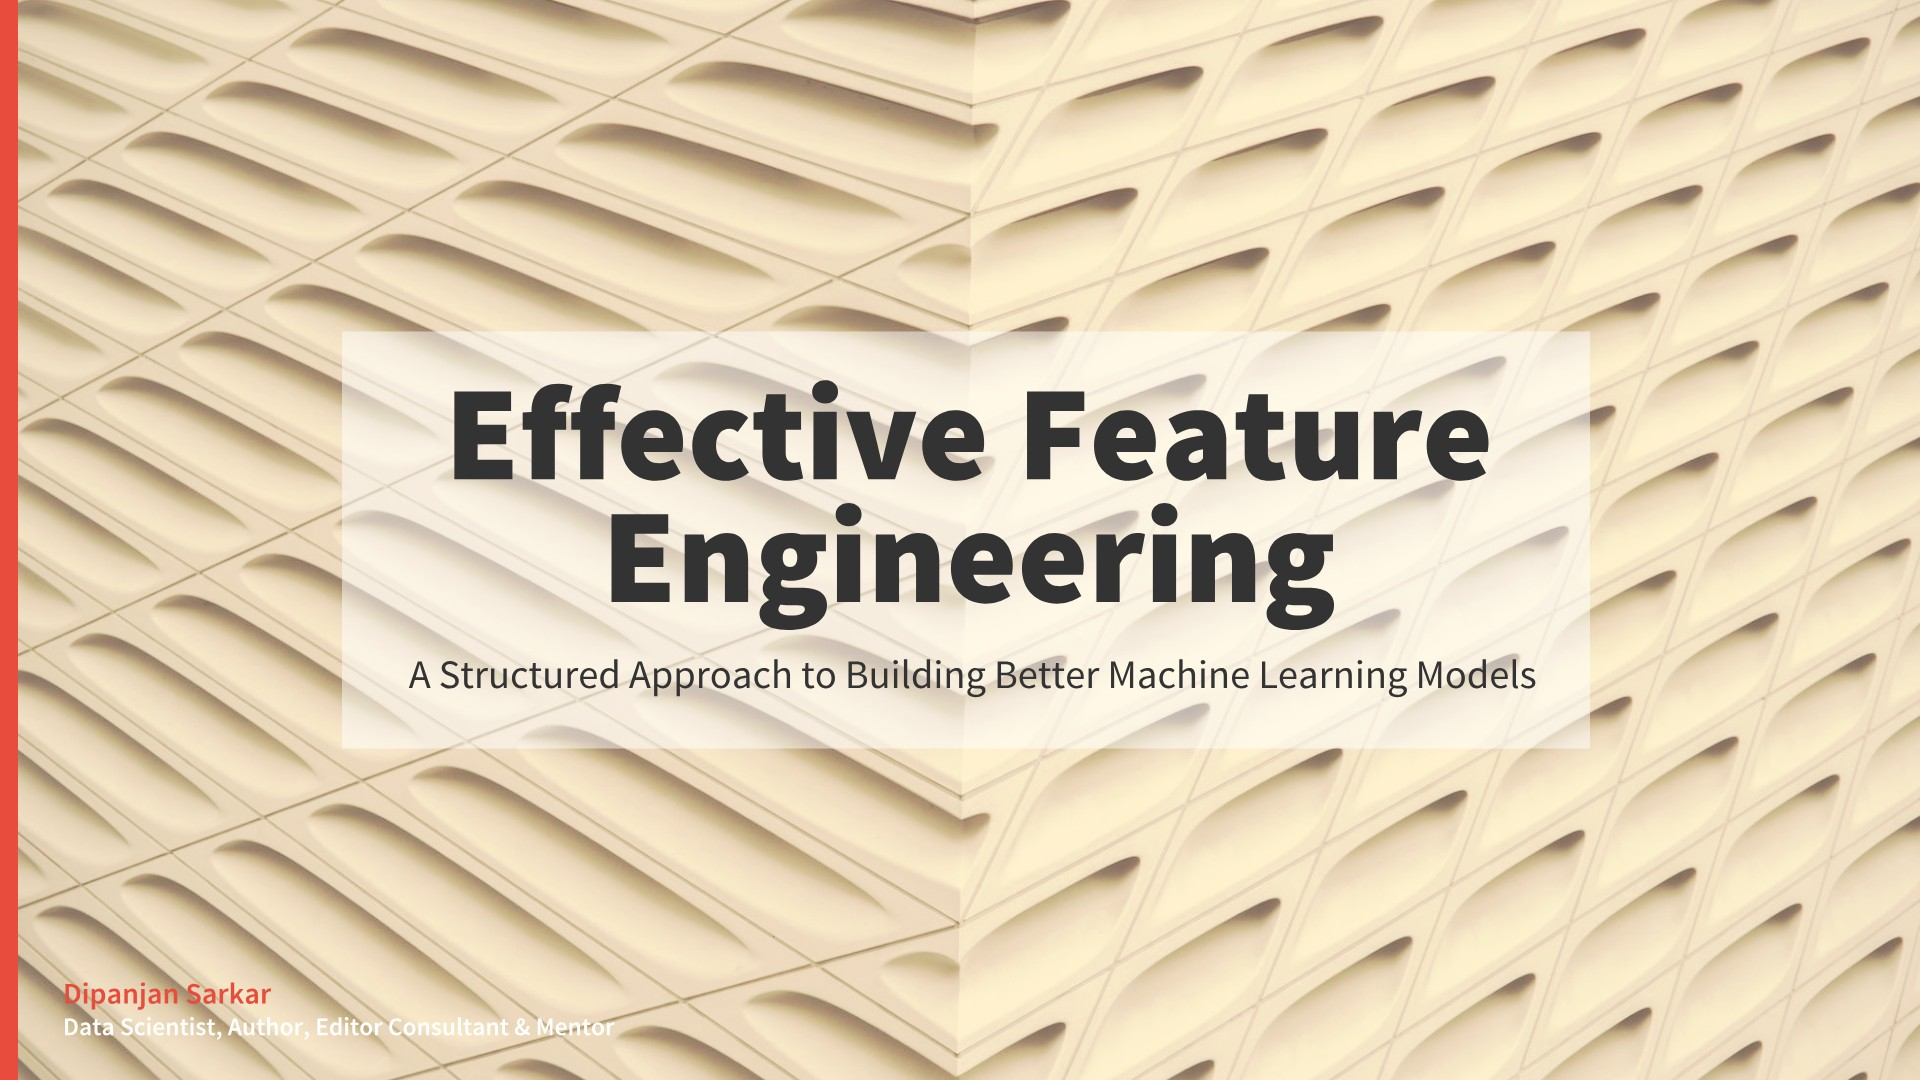 Effective Feature
Engineering
A Structured Approach to Building Better Machine Learning Models
Dipanjan Sarkar
Data Scientist, Author, Editor Consultant & Mentor